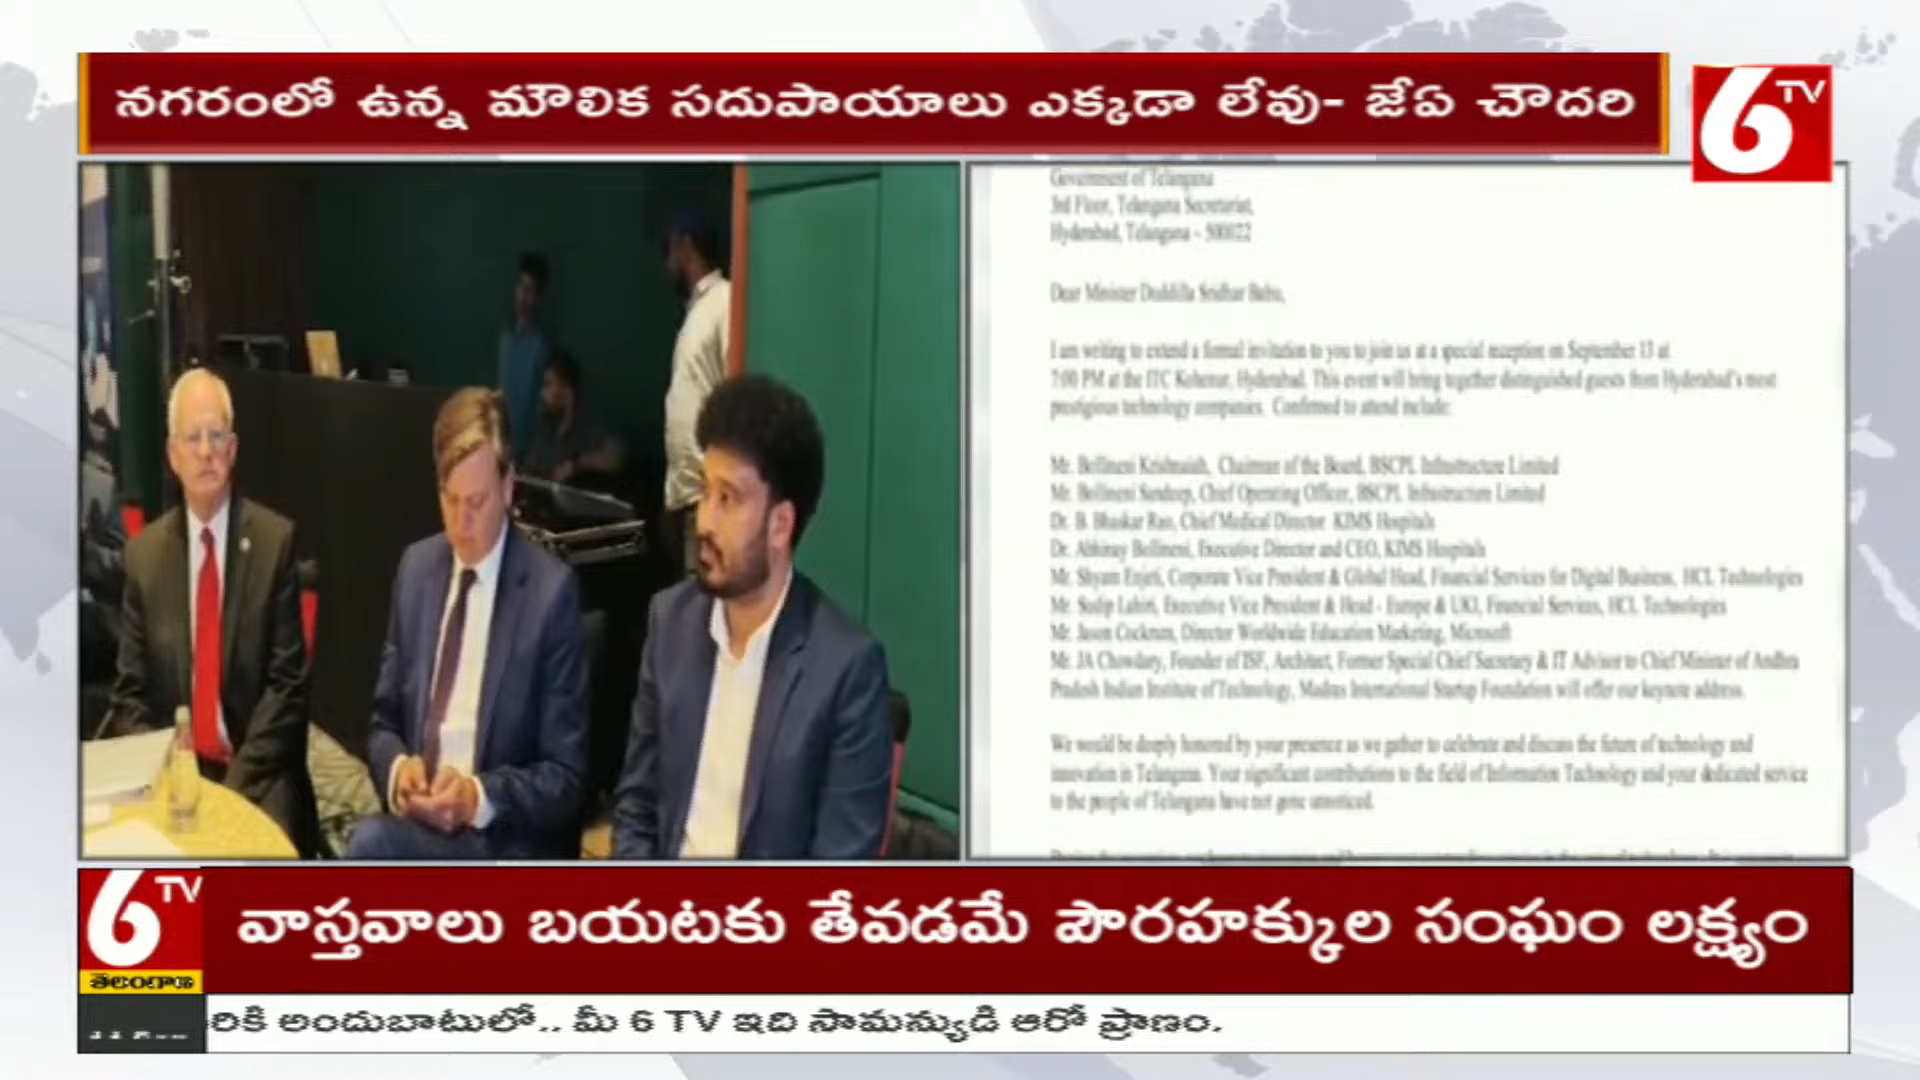 నగరంలో ఉన్న మౌలిక సదుపాయాలు ఎక్కడా లేవు- జేఏ చౌదరి
6 TV
Government of Telangana
3rd Floor, Telangana Secretariat,
Hyderabad, Telangana - 500022
Dear Minister Duddilla Sridhar Babu,
I am writing to extend a formal invitation to you to join us at a special reception on September 13 at
7:00 PM at the ITC Kohenur, Hyderabad. This event will bring together distinguished guests from Hyderabad's most
prestigious technology companies. Confirmed to attend include:
Mr. Bollineni Krishnaiah, Chairman of the Board, BSCPL Infrastructure Limited
Mr. Bollineni Sandeep, Chief Operating Officer, BSCPL Infrastructure Limited
Dr. B. Bhaskar Rao, Chief Medical Director KIMS Hospitals
Dr. Abhinay Bollineni, Executive Director and CEO, KIMS Hospitals
Mr. Shyam Enjeti, Corporate Vice President & Global Head, Financial Services for Digital Business, HCL Technologies
Mr. Sudip Lahiri, Executive Vice President & Head - Europe & UKI, Financial Services, HCL Technologies
Mr. Jason Cockrum, Director Worldwide Education Marketing, Microsoft
Mr. JA Chowdary, Founder of ISF, Architect, Former Special Chief Secretary & IT Advisor to Chief Minister of Andhra
Pradesh Indian Institute of Technology, Madras International Startup Foundation will offer our keynote address.
We would be deeply honored by your presence as we gather to celebrate and discuss the future of technology and
innovation in Telangana. Your significant contributions to the field of Information Technology and your dedicated service
to the people of Telangana have not gone unnoticed.
6 TV
తెలంగాణ
వాస్తవాలు బయటకు తేవడమే పౌరహక్కుల సంఘం లక్ష్యం
రికి అందుబాటులో.. మీ 6 TV ఇది సామన్యుడి ఆరో ప్రాణం.